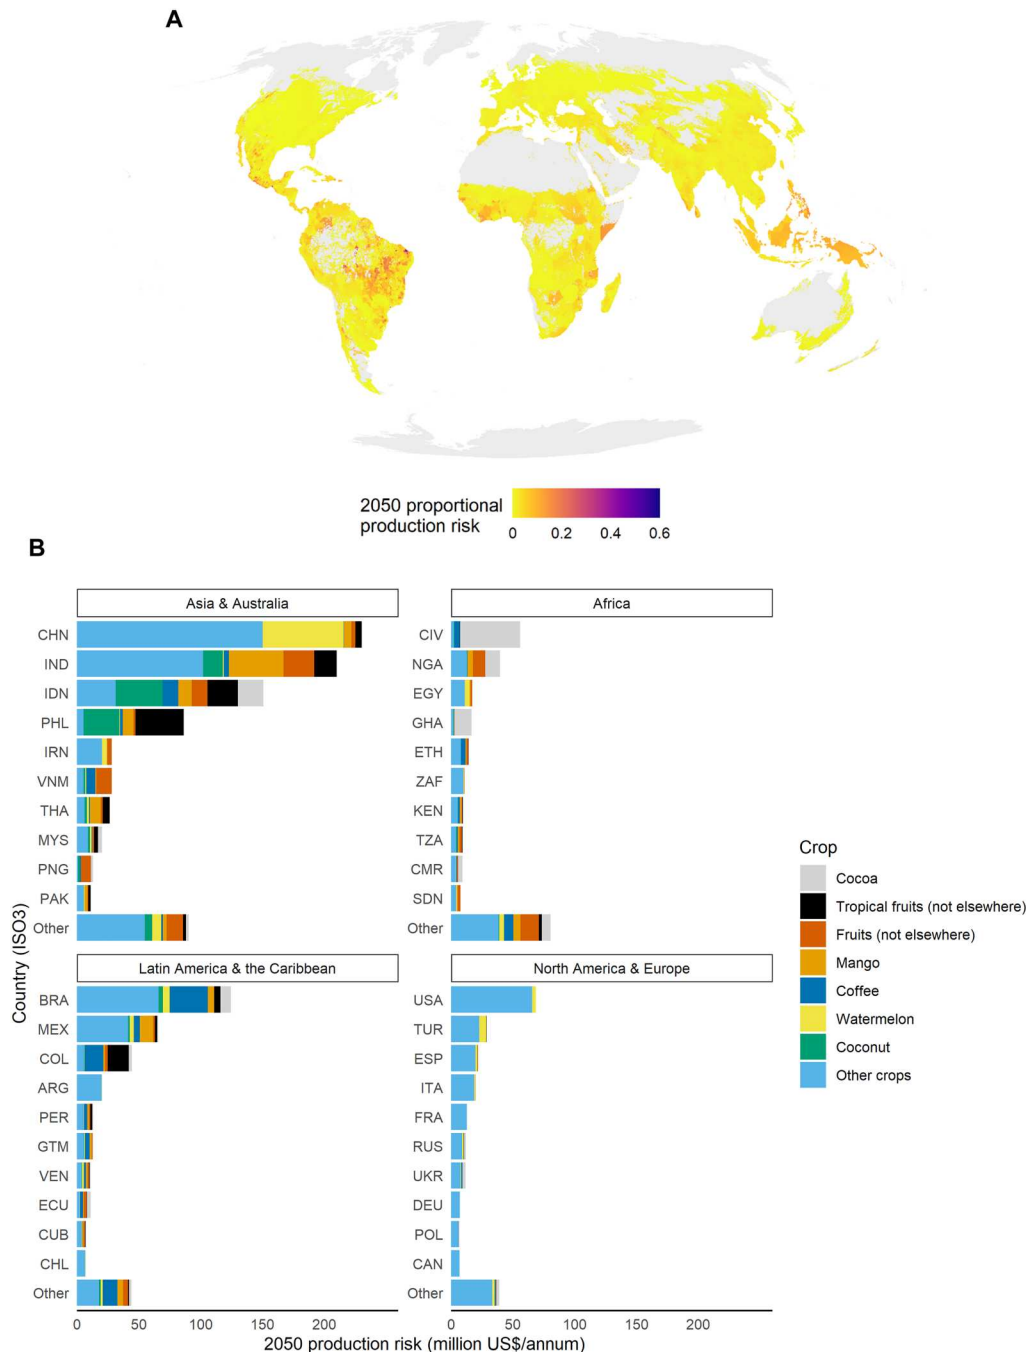 A
2050 proportional
production risk
0
0.2
0.4
0.6
B
Country (ISO3)
Asia & Australia
CHN
IND
IDN
PHL
IRN
VNM
THA
MYS
PNG
PAK
Other
Africa
CIV
NGA
EGY
GHA
ETH
ZAF
KEN
TZA
CMR
SDN
Other
Latin America & the Caribbean
BRA
MEX
COL
ARG
PER
GTM
VEN
ECU
CUB
CHL
Other
0
50
100
150
200
North America & Europe
USA
TUR
ESP
ITA
FRA
RUS
UKR
DEU
POL
CAN
Other
0
50
100
150
200
2050 production risk (million US$/annum)
Crop
Cocoa
Tropical fruits (not elsewhere)
Fruits (not elsewhere)
Mango
Coffee
Watermelon
Coconut
Other crops